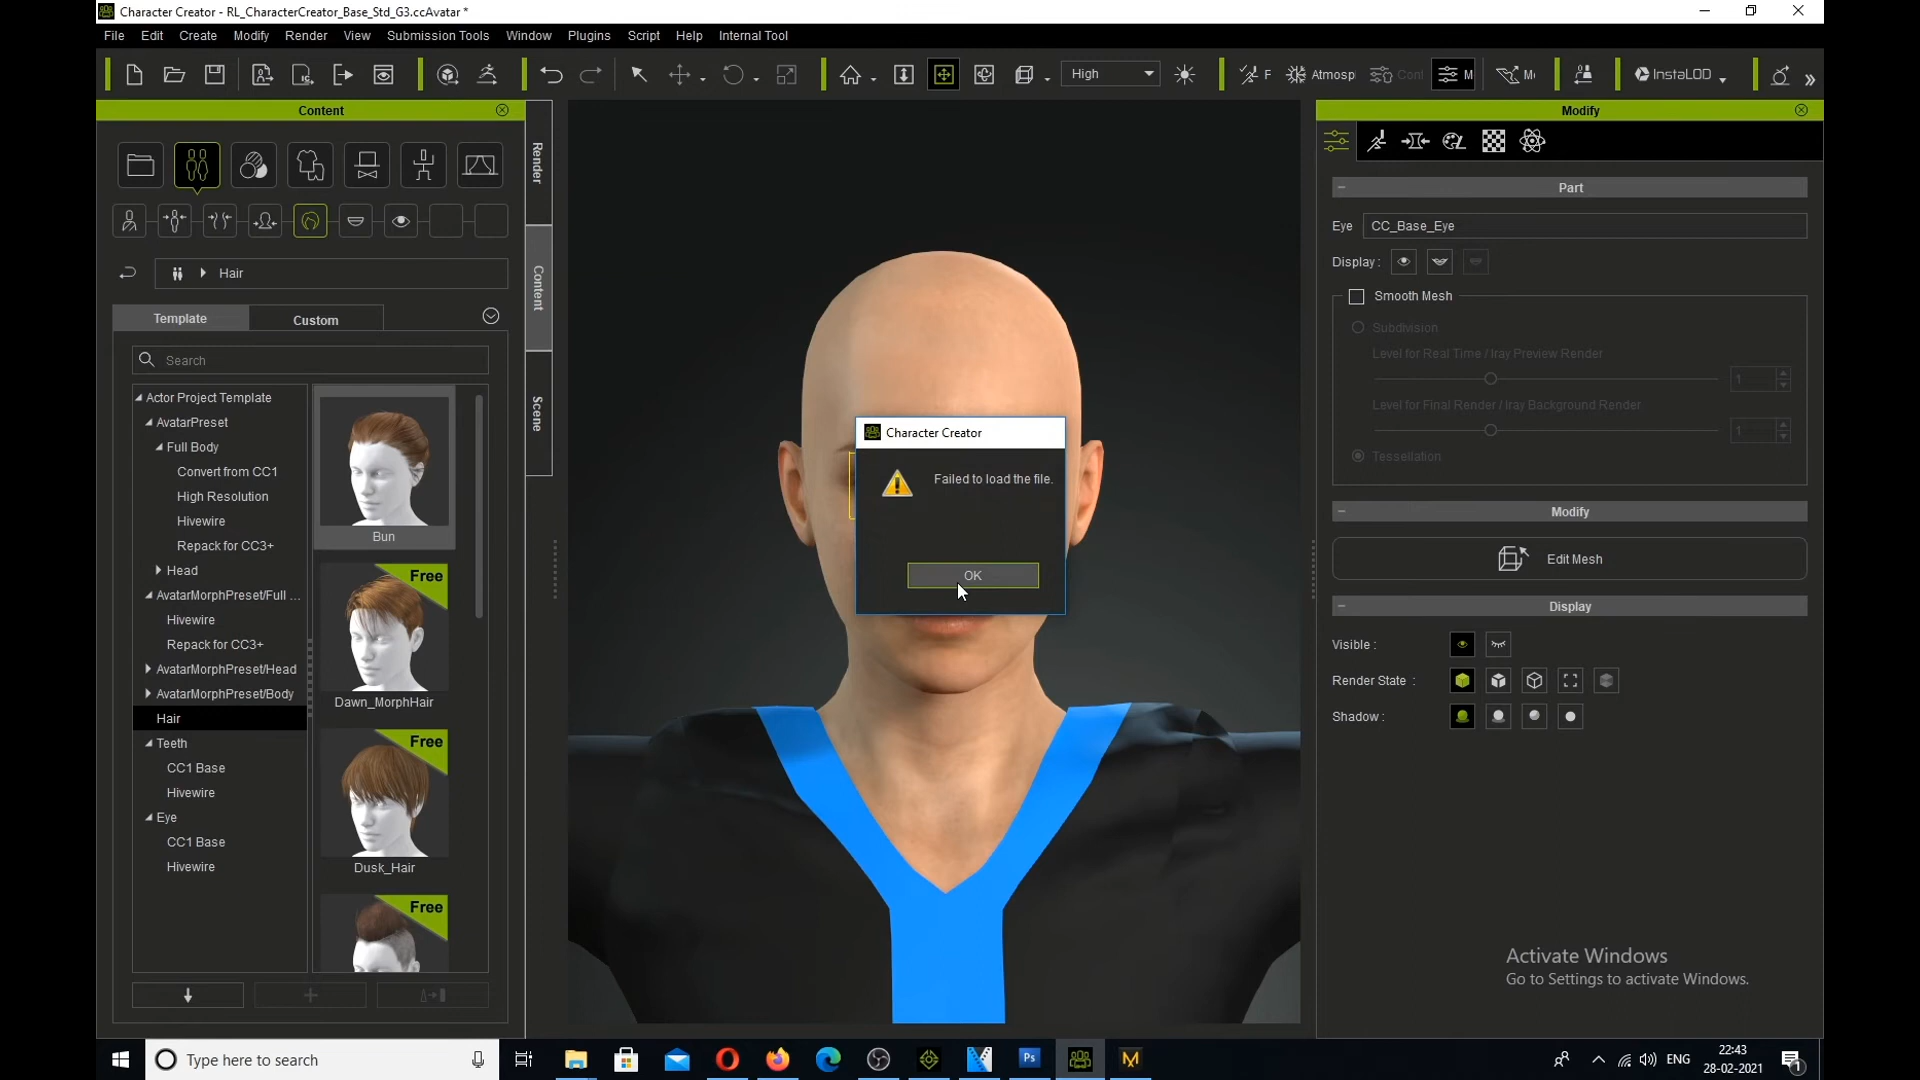 Character Creator - RL_CharacterCreator_Base_Std_G3.ccAvatar *
File Edit Create Modify Render View Submission Tools Window Plugins Script Help Internal Tool
High F Atmosp Con M Mo InstaLOD
Content
Render
Content
Scene
Hair
Template Custom
Search
Actor Project Template
AvatarPreset
Full Body
Convert from CC1
High Resolution
Hivewire
Repack for CC3+
Head
AvatarMorphPreset/Full ...
Hivewire
Repack for CC3+
AvatarMorphPreset/Head
AvatarMorphPreset/Body
Hair
Teeth
CC1 Base
Hivewire
Eye
CC1 Base
Hivewire
Bun
Free
Dawn_MorphHair
Free
Dusk_Hair
Free
Character Creator
Failed to load the file.
OK
Modify
Part
Eye CC_Base_Eye
Display :
Smooth Mesh
Subdivision
Level for Real Time / Iray Preview Render
1
Level for Final Render / Iray Background Render
1
Tessellation
Modify
Edit Mesh
Display
Visible :
Render State :
Shadow :
Activate Windows
Go to Settings to activate Windows.
Type here to search
Ps
ENG
22:43
28-02-2021
1